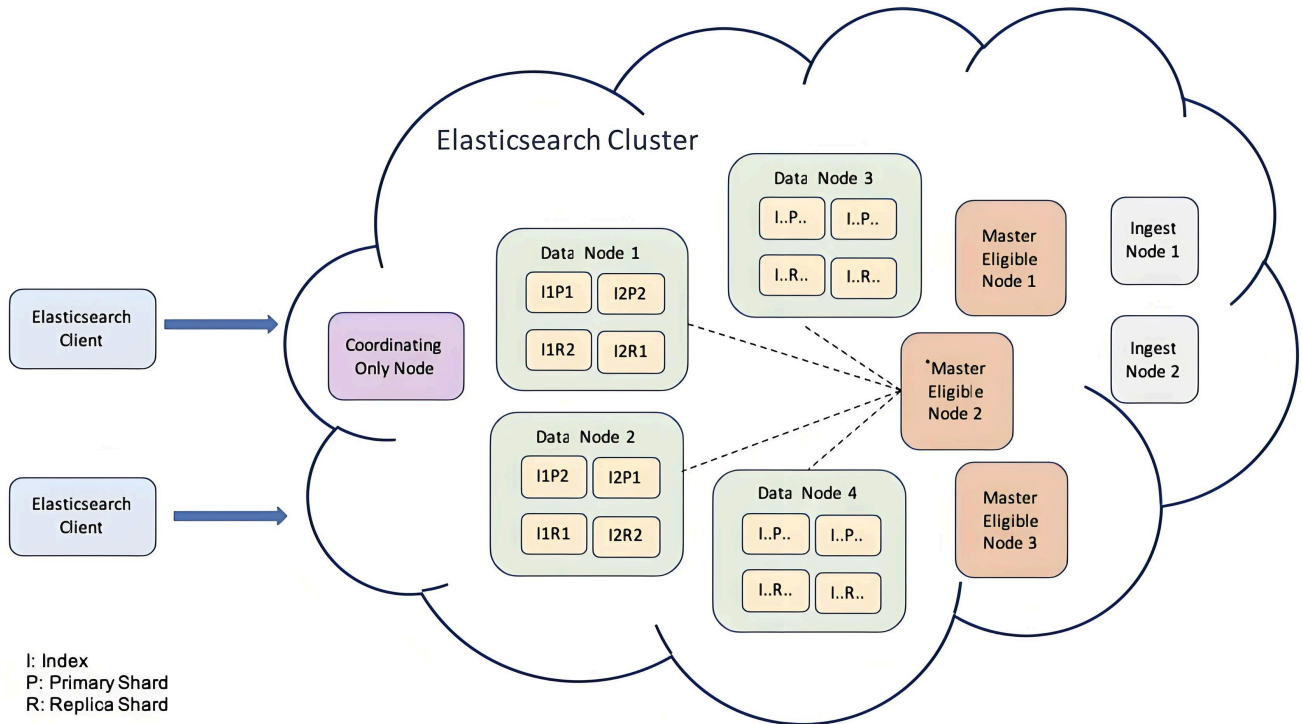 Elasticsearch Cluster
Elasticsearch
Client
Elasticsearch
Client
Coordinating
Only Node
Data Node 1
I1P1 I2P2
I1R2 I2R1
Data Node 2
I1P2 I2P1
I1R1 I2R2
Data Node 3
I..P.. I..P..
I..R.. I..R..
Data Node 4
I..P.. I..P..
I..R.. I..R..
Master
Eligible
Node 1
*Master
Eligible
Node 2
Master
Eligible
Node 3
Ingest
Node 1
Ingest
Node 2
I: Index
P: Primary Shard
R: Replica Shard